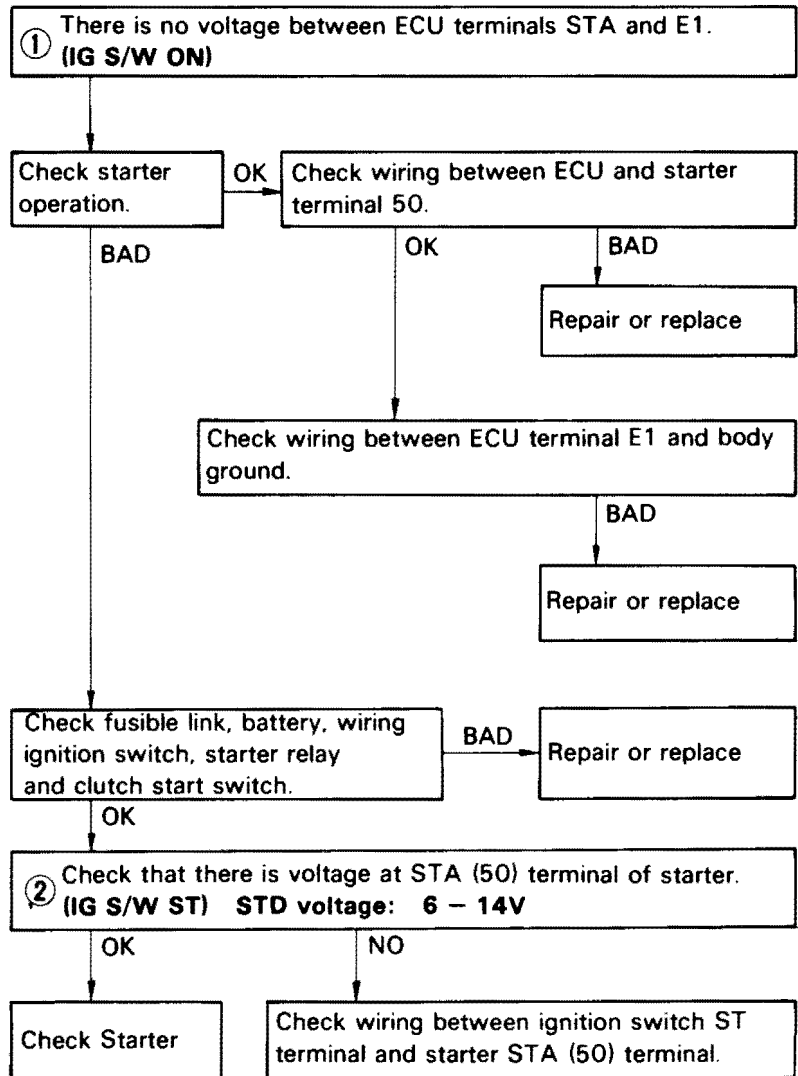 ① There is no voltage between ECU terminals STA and E1.
(IG S/W ON)
Check starter
operation.
OK
Check wiring between ECU and starter
terminal 50.
BAD
OK
BAD
Repair or replace
Check wiring between ECU terminal E1 and body
ground.
BAD
Repair or replace
Check fusible link, battery, wiring
ignition switch, starter relay
and clutch start switch.
BAD
Repair or replace
OK
② Check that there is voltage at STA (50) terminal of starter.
(IG S/W ST) STD voltage: 6 – 14V
OK
NO
Check Starter
Check wiring between ignition switch ST
terminal and starter STA (50) terminal.